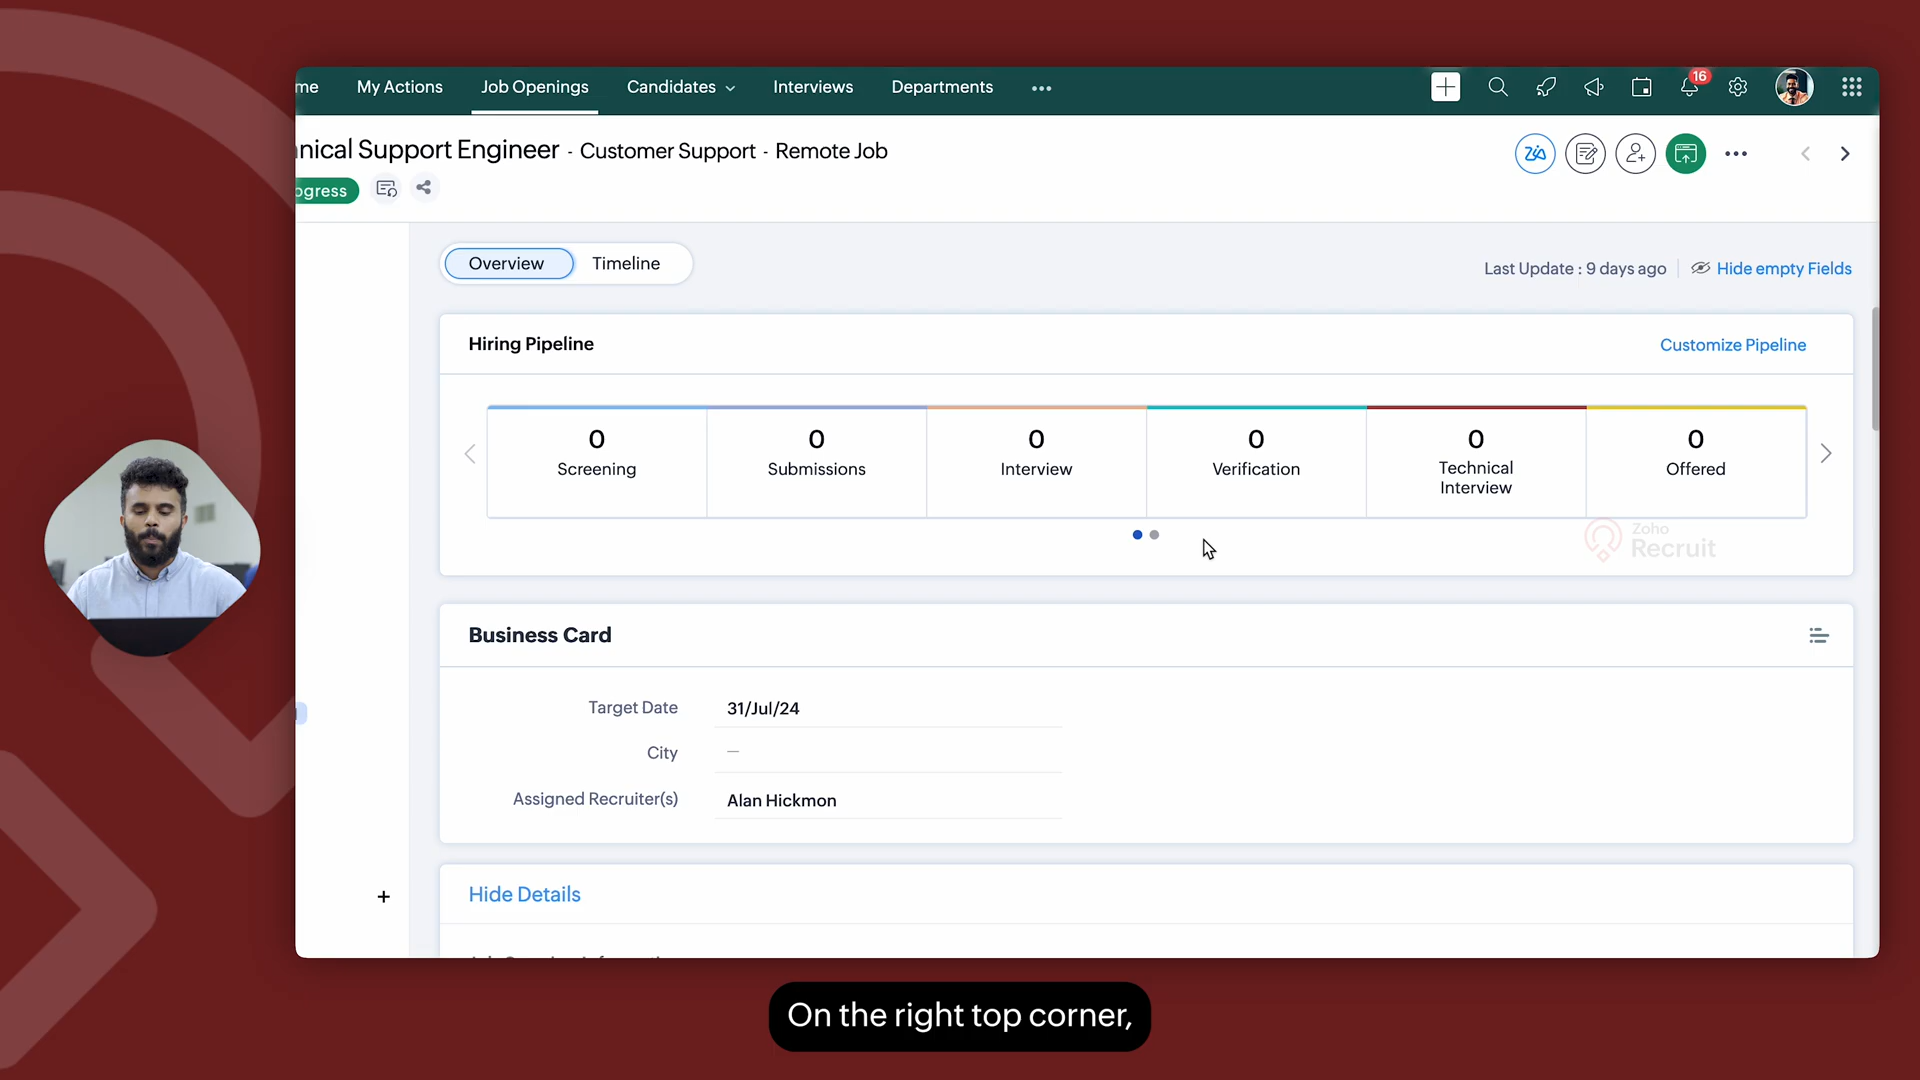 me My Actions Job Openings Candidates Interviews Departments 16
nical Support Engineer - Customer Support - Remote Job
Zia
ogress
Overview Timeline
Last Update : 9 days ago Hide empty Fields
Hiring Pipeline
Customize Pipeline
0 0 0 0 0 0
Screening Submissions Interview Verification Technical Interview Offered
Zoho
Recruit
Business Card
Target Date 31/Jul/24
City —
Assigned Recruiter(s) Alan Hickmon
Hide Details
On the right top corner,